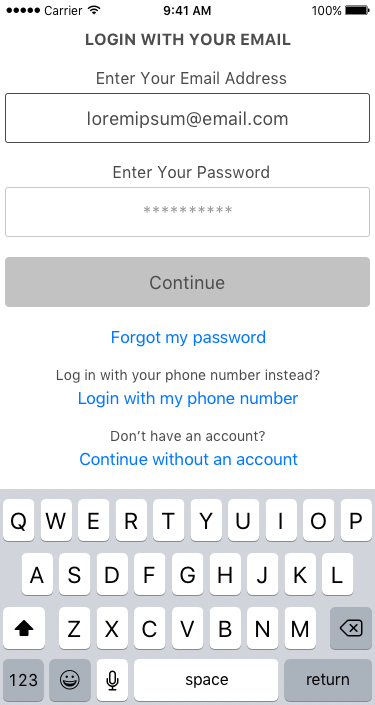 Carrier 9:41 AM 100%
LOGIN WITH YOUR EMAIL
Enter Your Email Address
loremipsum@email.com
Enter Your Password
**********
Continue
Forgot my password
Log in with your phone number instead?
Login with my phone number
Don’t have an account?
Continue without an account
Q W E R T Y U I O P
A S D F G H J K L
Z X C V B N M
123 space return